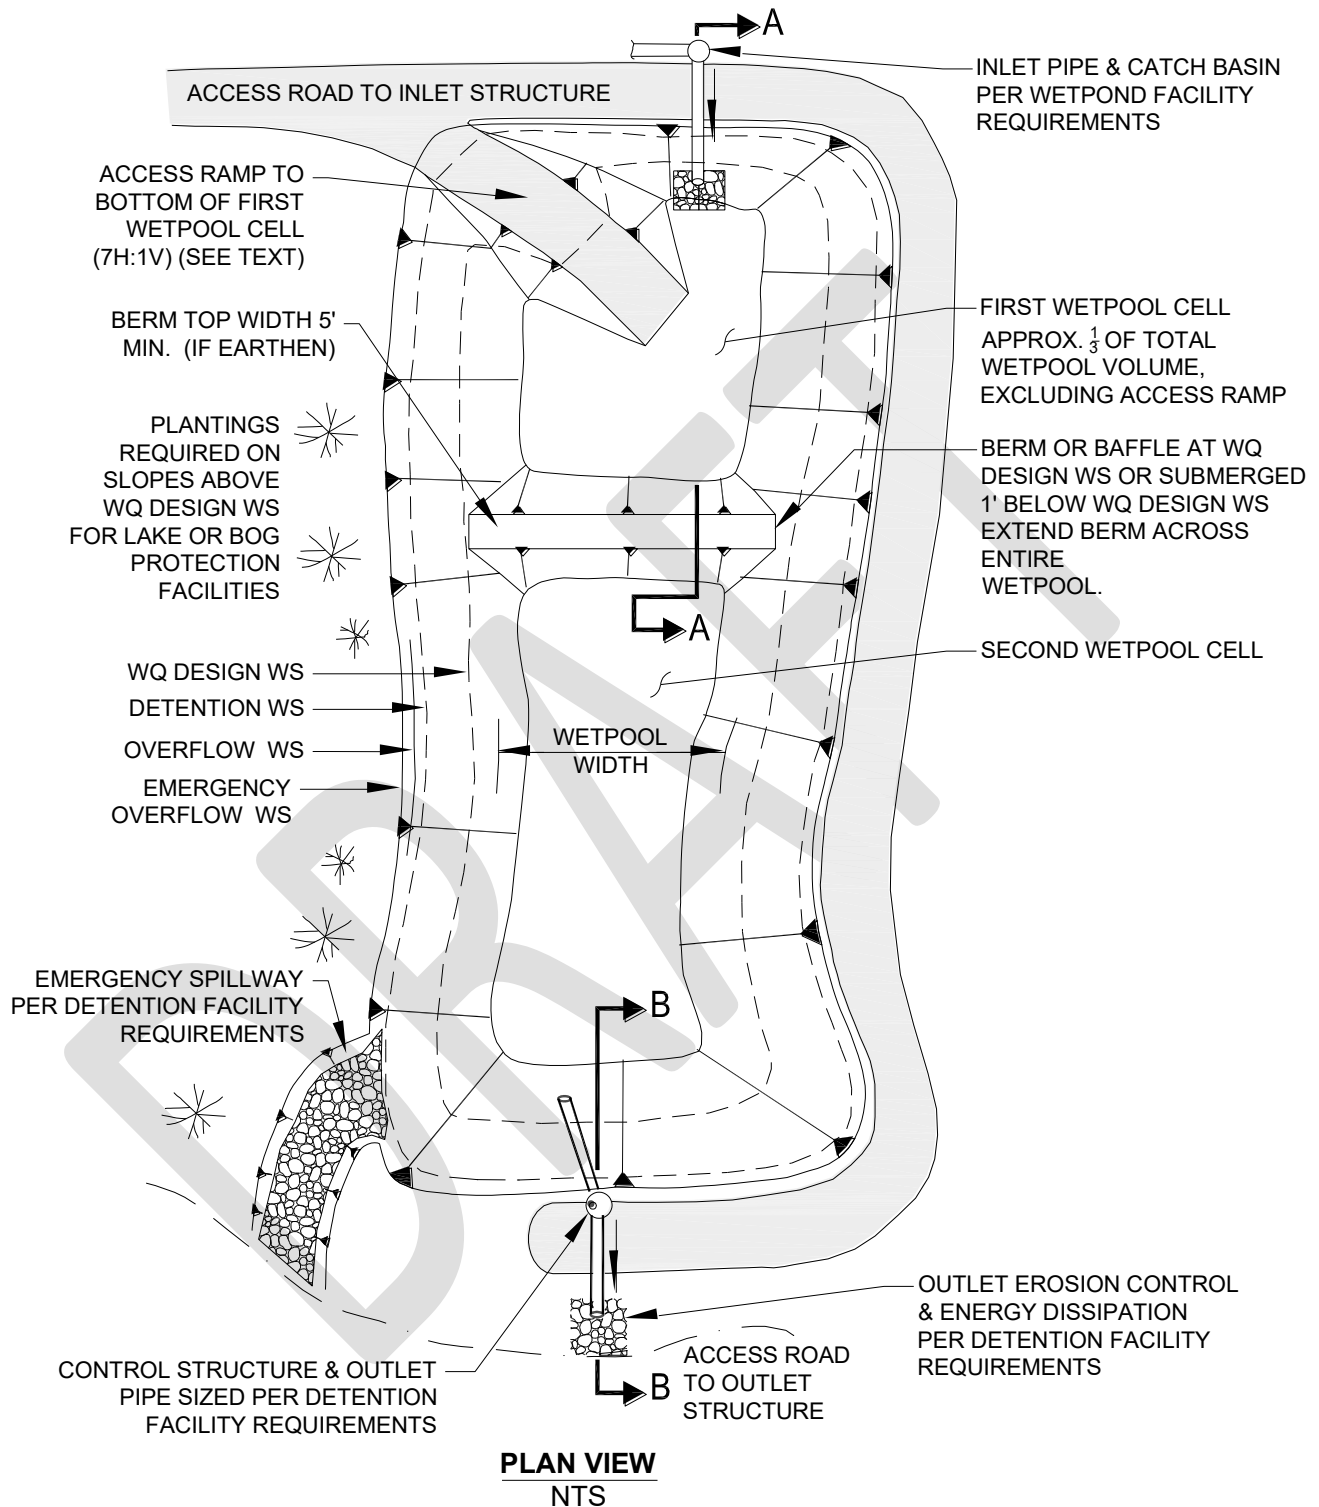 A
INLET PIPE & CATCH BASIN
PER WETPOND FACILITY
REQUIREMENTS
ACCESS ROAD TO INLET STRUCTURE
ACCESS RAMP TO
BOTTOM OF FIRST
WETPOOL CELL
(7H:1V) (SEE TEXT)
FIRST WETPOOL CELL
APPROX. 1/3 OF TOTAL
WETPOOL VOLUME,
EXCLUDING ACCESS RAMP
BERM TOP WIDTH 5'
MIN. (IF EARTHEN)
PLANTINGS
REQUIRED ON
SLOPES ABOVE
WQ DESIGN WS
FOR LAKE OR BOG
PROTECTION
FACILITIES
BERM OR BAFFLE AT WQ
DESIGN WS OR SUBMERGED
1' BELOW WQ DESIGN WS
EXTEND BERM ACROSS
ENTIRE
WETPOOL.
A
SECOND WETPOOL CELL
WQ DESIGN WS
DETENTION WS
OVERFLOW WS
EMERGENCY
OVERFLOW WS
WETPOOL
WIDTH
DRAFT
EMERGENCY SPILLWAY
PER DETENTION FACILITY
REQUIREMENTS
B
OUTLET EROSION CONTROL
& ENERGY DISSIPATION
PER DETENTION FACILITY
REQUIREMENTS
CONTROL STRUCTURE & OUTLET
PIPE SIZED PER DETENTION
FACILITY REQUIREMENTS
B
ACCESS ROAD
TO OUTLET
STRUCTURE
PLAN VIEW
NTS